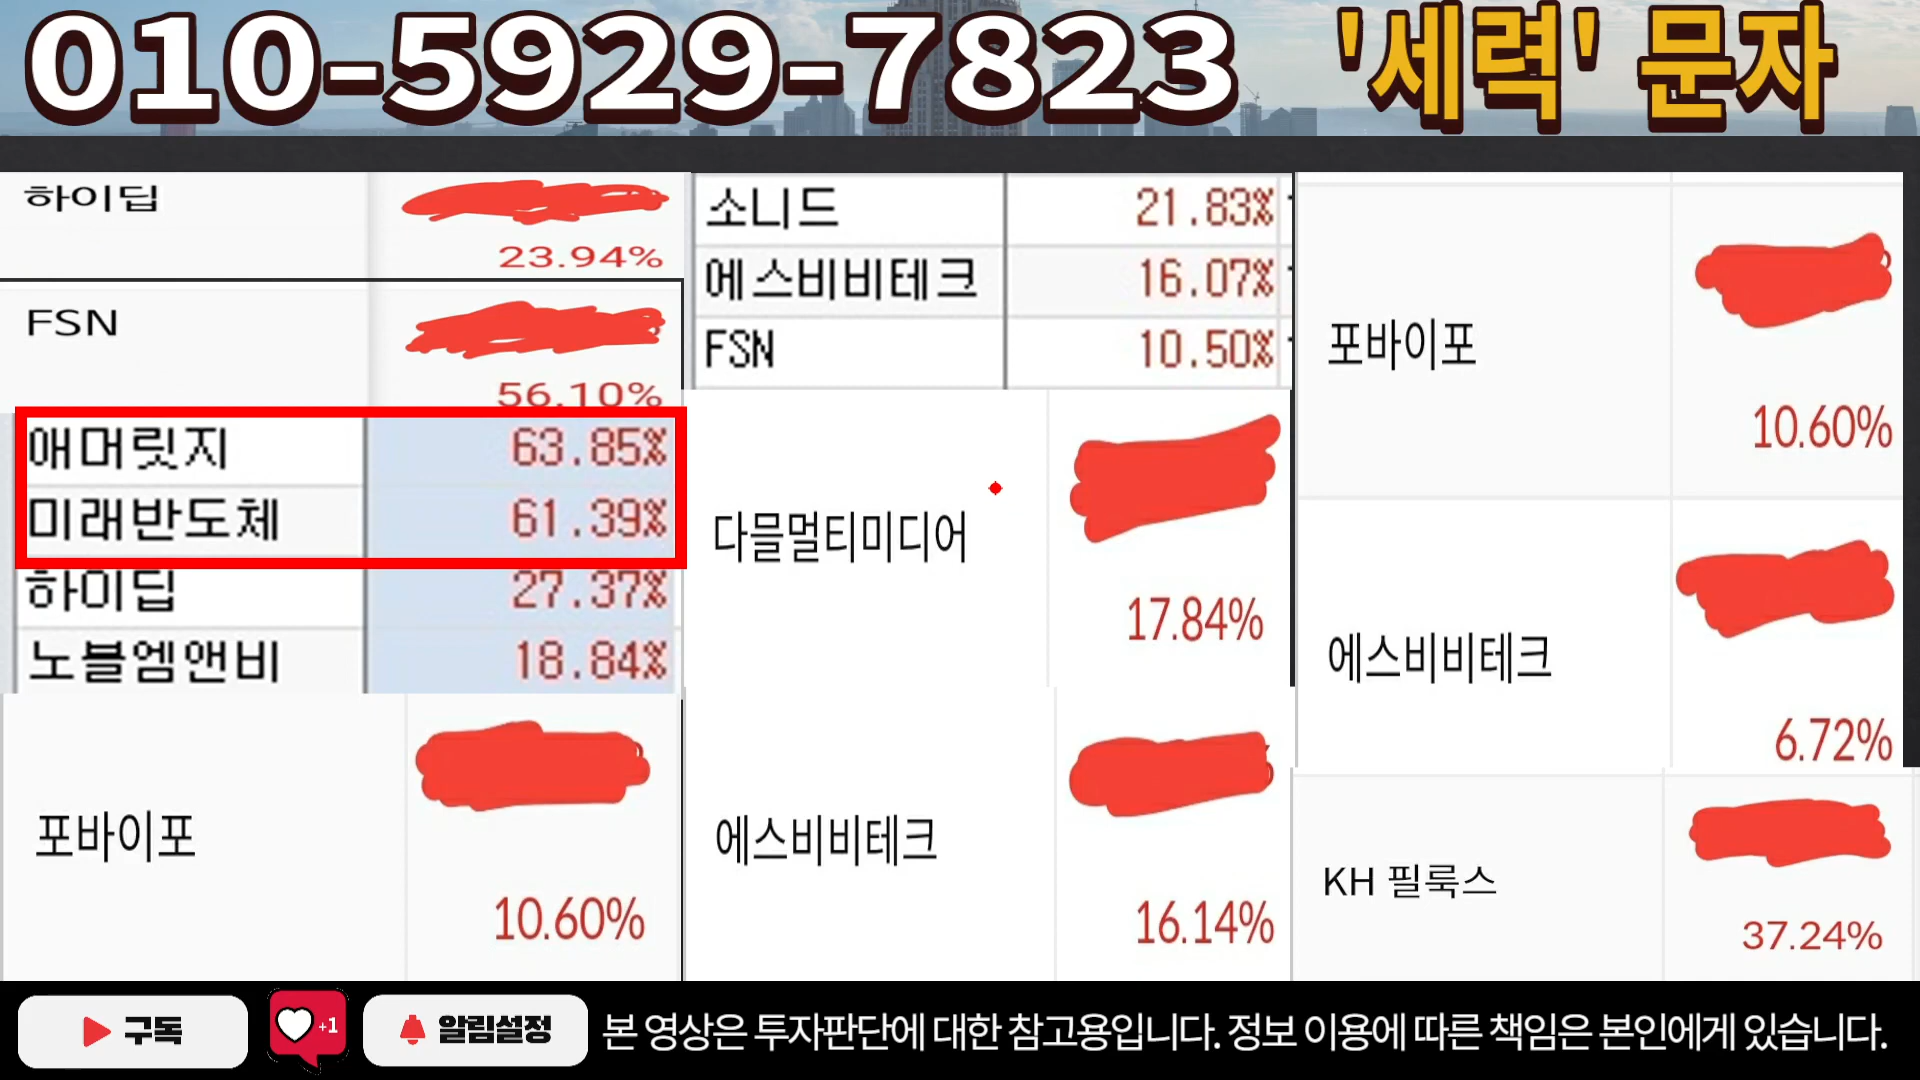 010-5929-7823 '세력' 문자
하이딥
23.94%
FSN
56.10%
애머릿지 63.85%
미래반도체 61.39%
하이딥 27.37%
노블엠앤비 18.84%
포바이포
10.60%
소니드 21.83%
에스비비테크 16.07%
FSN 10.50%
다믈멀티미디어
17.84%
에스비비테크
16.14%
포바이포
10.60%
에스비비테크
6.72%
KH 필룩스
37.24%
구독 +1 알림설정 본 영상은 투자판단에 대한 참고용입니다. 정보 이용에 따른 책임은 본인에게 있습니다.